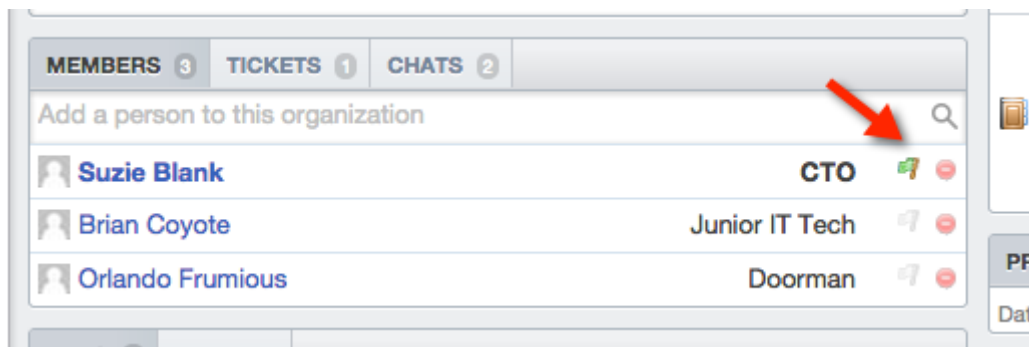 MEMBERS 3 TICKETS 1 CHATS 2
Add a person to this organization
Suzie Blank CTO
Brian Coyote Junior IT Tech
Orlando Frumious Doorman